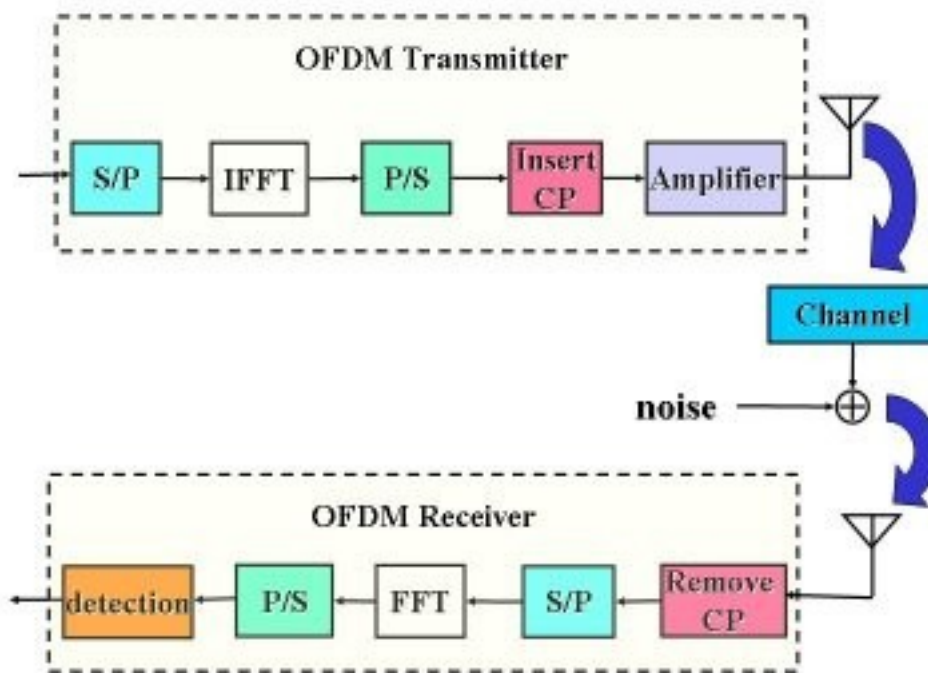 OFDM Transmitter
S/P
IFFT
P/S
Insert
CP
Amplifier
Channel
noise
OFDM Receiver
detection
P/S
FFT
S/P
Remove
CP